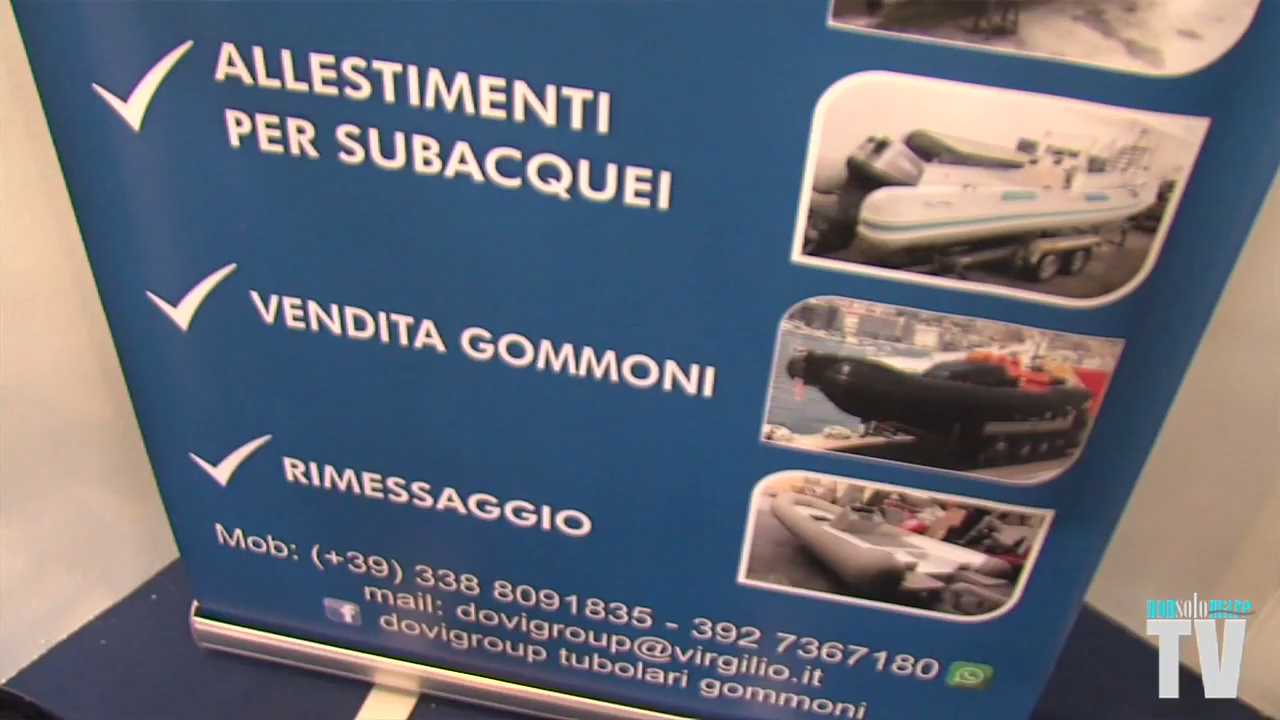 ALLESTIMENTI
PER SUBACQUEI
VENDITA GOMMONI
RIMESSAGGIO
Mob: (+39) 338 8091835 - 392 7367180
mail: dovigroup@virgilio.it
dovigroup tubolari gommoni
nonsolomare
TV